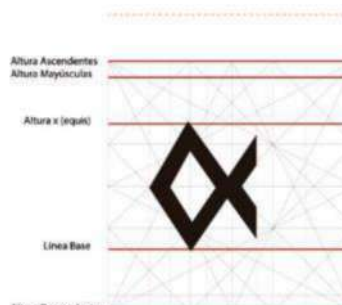 Altura Ascendentes
Altura Mayúsculas
Altura x (equis)
Línea Base